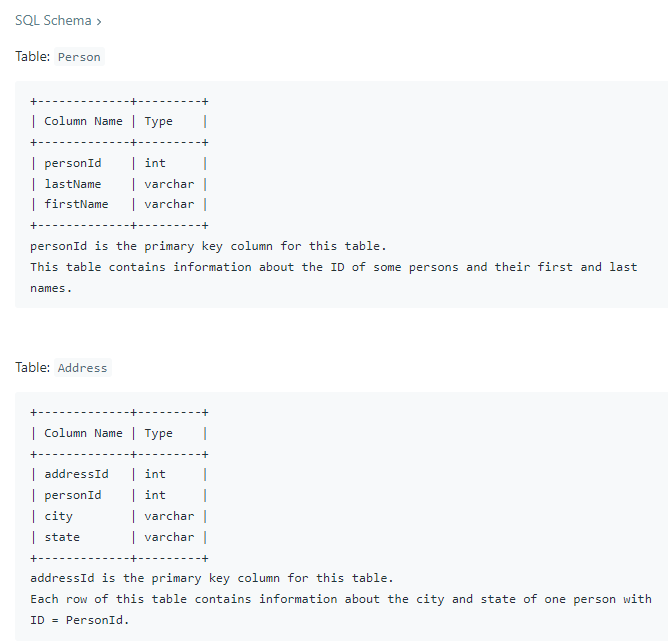 SQL Schema >
Table: Person
+-------------+---------+
| Column Name | Type    |
+-------------+---------+
| personId    | int     |
| lastName    | varchar |
| firstName   | varchar |
+-------------+---------+
personId is the primary key column for this table.
This table contains information about the ID of some persons and their first and last
names.
Table: Address
+-------------+---------+
| Column Name | Type    |
+-------------+---------+
| addressId   | int     |
| personId    | int     |
| city        | varchar |
| state       | varchar |
+-------------+---------+
addressId is the primary key column for this table.
Each row of this table contains information about the city and state of one person with
ID = PersonId.